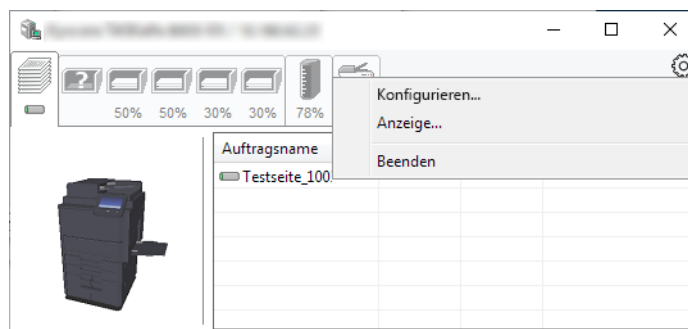 Konfigurieren...
Anzeige...
50% 50% 30% 30% 78%
Beenden
Auftragsname
Testseite_100